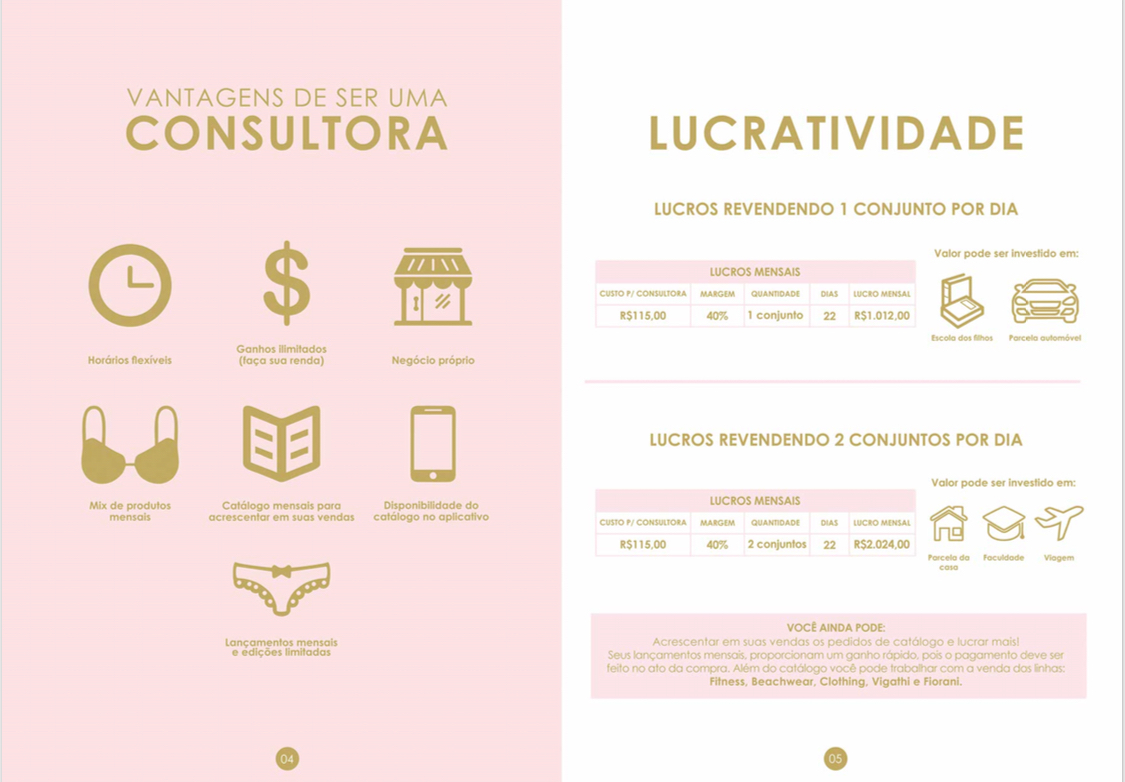 VANTAGENS DE SER UMA
CONSULTORA
Horários flexíveis
Ganhos ilimitados
(faça sua renda)
Negócio próprio
Mix de produtos
mensais
Catálogo mensais para
acrescentar em suas vendas
Disponibilidade do
catálogo no aplicativo
Lançamentos mensais
e edições limitadas
04
LUCRATIVIDADE
LUCROS REVENDENDO 1 CONJUNTO POR DIA
LUCROS MENSAIS
CUSTO P/ CONSULTORA MARGEM QUANTIDADE DIAS LUCRO MENSAL
R$115,00 40% 1 conjunto 22 R$1.012,00
Valor pode ser investido em:
Escola dos filhos Parcela automóvel
LUCROS REVENDENDO 2 CONJUNTOS POR DIA
LUCROS MENSAIS
CUSTO P/ CONSULTORA MARGEM QUANTIDADE DIAS LUCRO MENSAL
R$115,00 40% 2 conjuntos 22 R$2.024,00
Valor pode ser investido em:
Parcela da
casa
Faculdade
Viagem
VOCÊ AINDA PODE:
Acrescentar em suas vendas os pedidos de catálogo e lucrar mais!
Seus lançamentos mensais, proporcionam um ganho rápido, pois o pagamento deve ser
feito no ato da compra. Além do catálogo você pode trabalhar com a venda das linhas:
Fitness, Beachwear, Clothing, Vigathi e Fiorani.
05